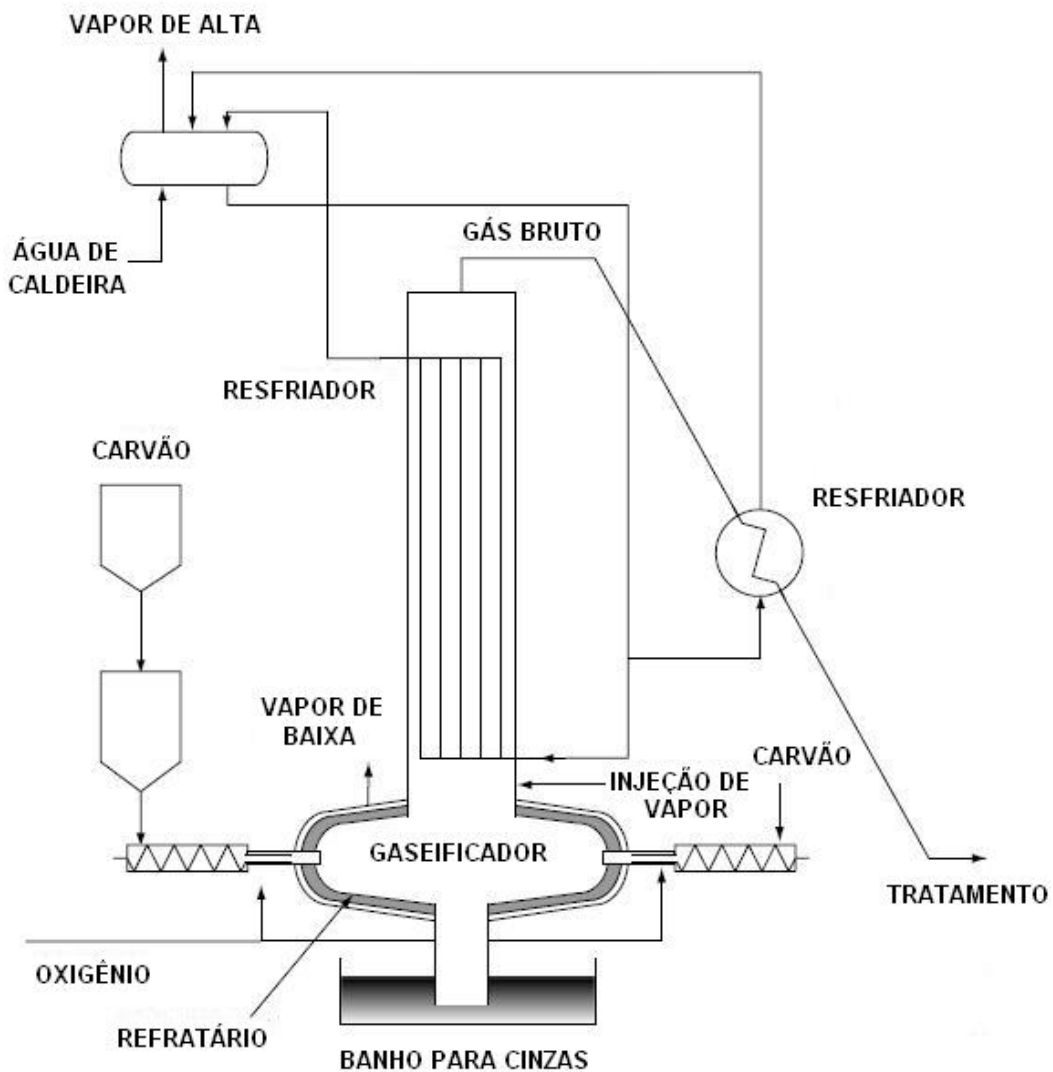 VAPOR DE ALTA
ÁGUA DE
CALDEIRA
GÁS BRUTO
RESFRIADOR
CARVÃO
RESFRIADOR
VAPOR DE
BAIXA
CARVÃO
INJEÇÃO DE
VAPOR
GASEIFICADOR
TRATAMENTO
OXIGÊNIO
REFRATÁRIO
BANHO PARA CINZAS